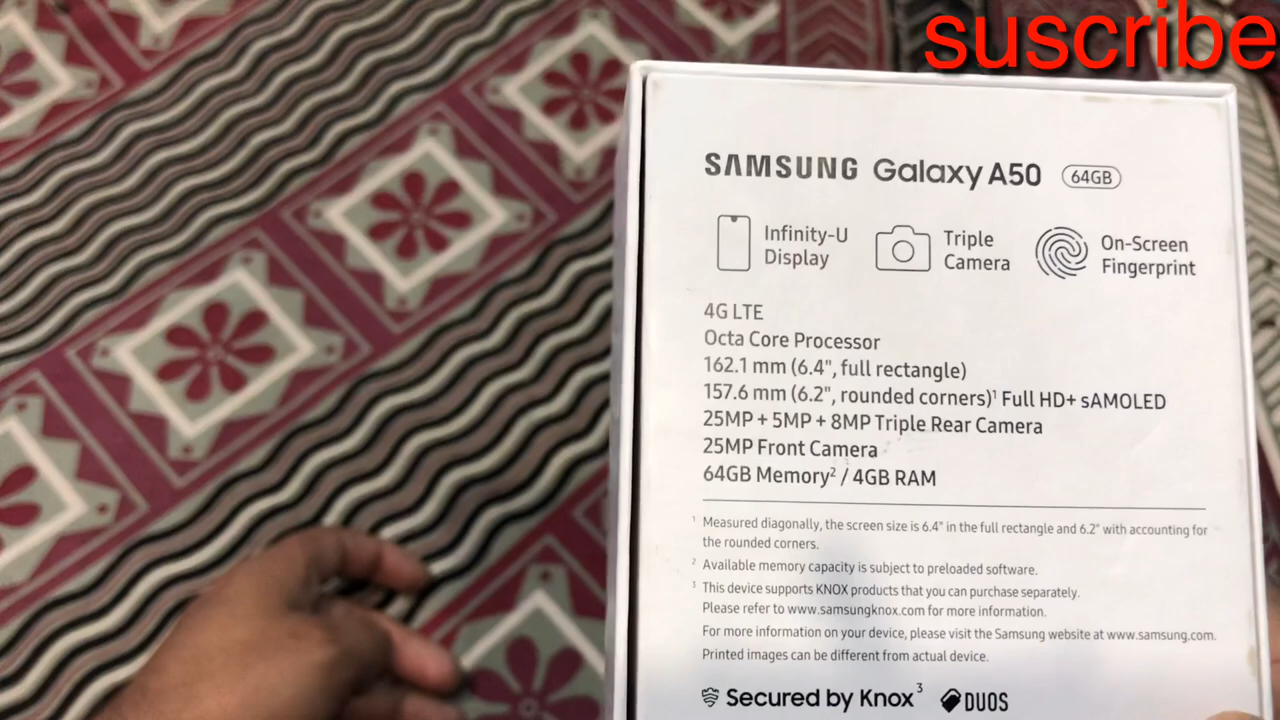 suscribe
SAMSUNG Galaxy A50 64GB
Infinity-U
Display
Triple
Camera
On-Screen
Fingerprint
4G LTE
Octa Core Processor
162.1 mm (6.4", full rectangle)
157.6 mm (6.2", rounded corners)¹ Full HD+ sAMOLED
25MP + 5MP + 8MP Triple Rear Camera
25MP Front Camera
64GB Memory² / 4GB RAM
¹ Measured diagonally, the screen size is 6.4" in the full rectangle and 6.2" with accounting for
the rounded corners.
² Available memory capacity is subject to preloaded software.
³ This device supports KNOX products that you can purchase separately.
Please refer to www.samsungknox.com for more information.
For more information on your device, please visit the Samsung website at www.samsung.com.
Printed images can be different from actual device.
Secured by Knox³ DUOS